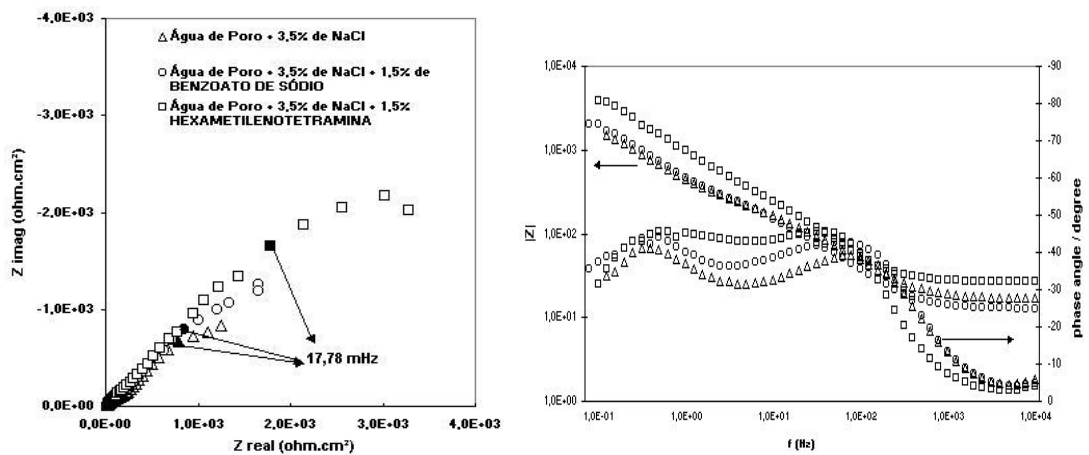 -4,0E+03
-3,0E+03
-2,0E+03
-1,0E+03
0,0E+00
Z imag (ohm.cm²)
△ Água de Poro + 3,5% de NaCl
○ Água de Poro + 3,5% de NaCl + 1,5% de
BENZOATO DE SÓDIO
□ Água de Poro + 3,5% de NaCl + 1,5%
HEXAMETILENOTETRAMINA
17,78 mHz
0,0E+00 1,0E+03 2,0E+03 3,0E+03 4,0E+03
Z real (ohm.cm²)
1,0E+04
1,0E+03
1,0E+02
1,0E+01
1,0E+00
|Z|
-90
-80
-70
-60
-50
-40
-30
-20
-10
0
phase angle / degree
1,0E-01 1,0E+00 1,0E+01 1,0E+02 1,0E+03 1,0E+04
f (Hz)